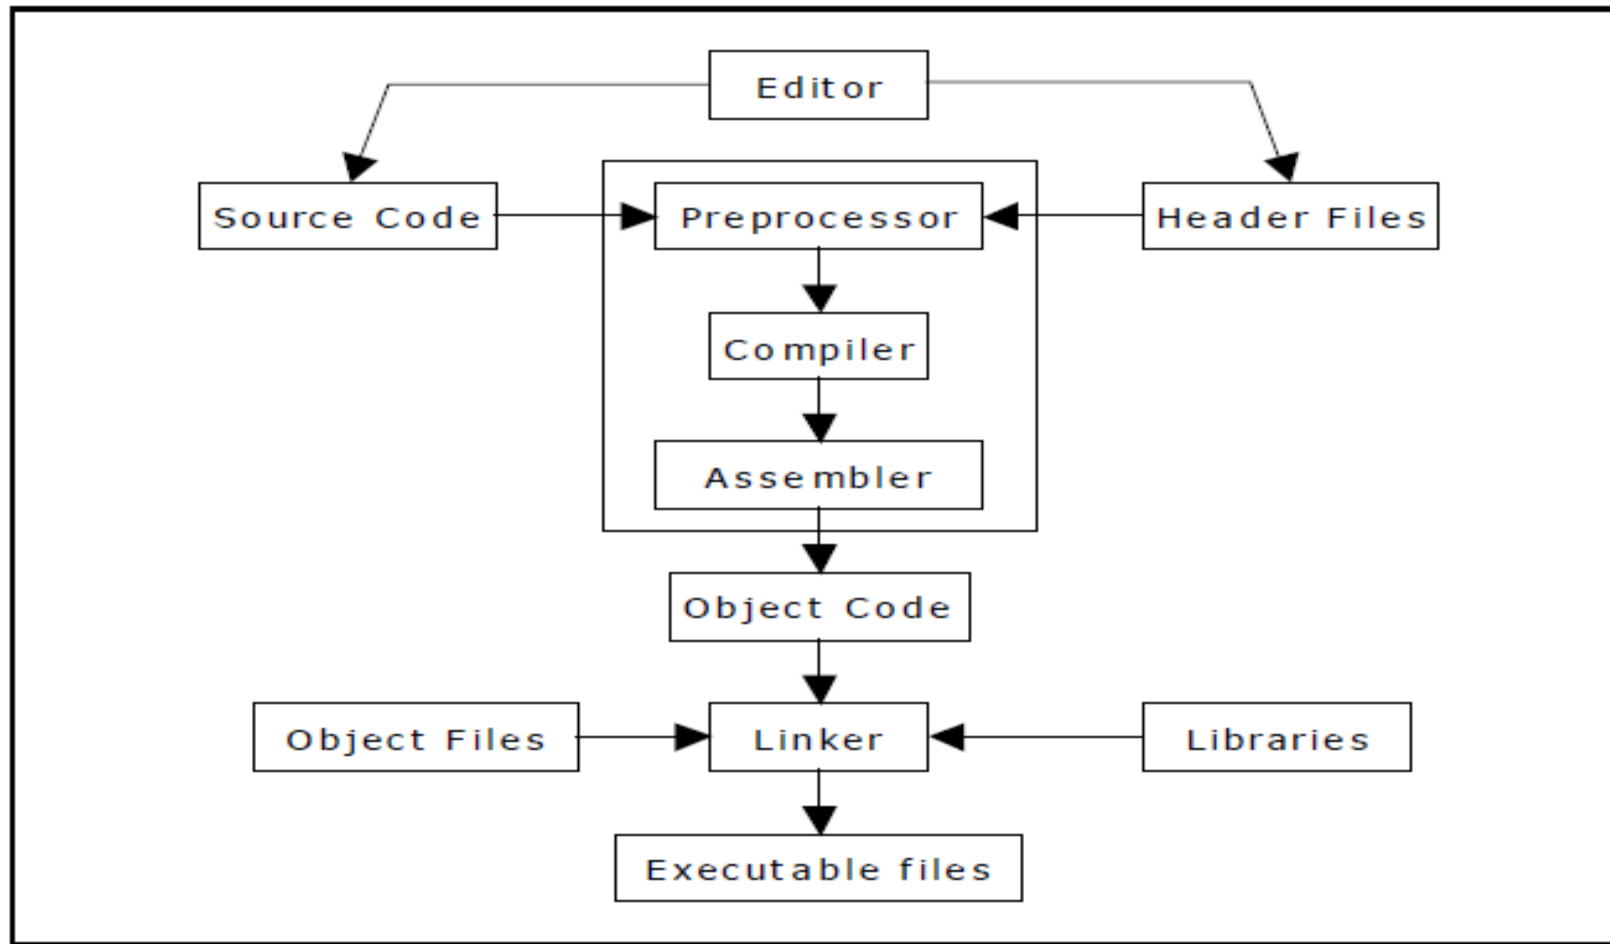 Editor
Source Code
Preprocessor
Header Files
Compiler
Assembler
Object Code
Object Files
Linker
Libraries
Executable files